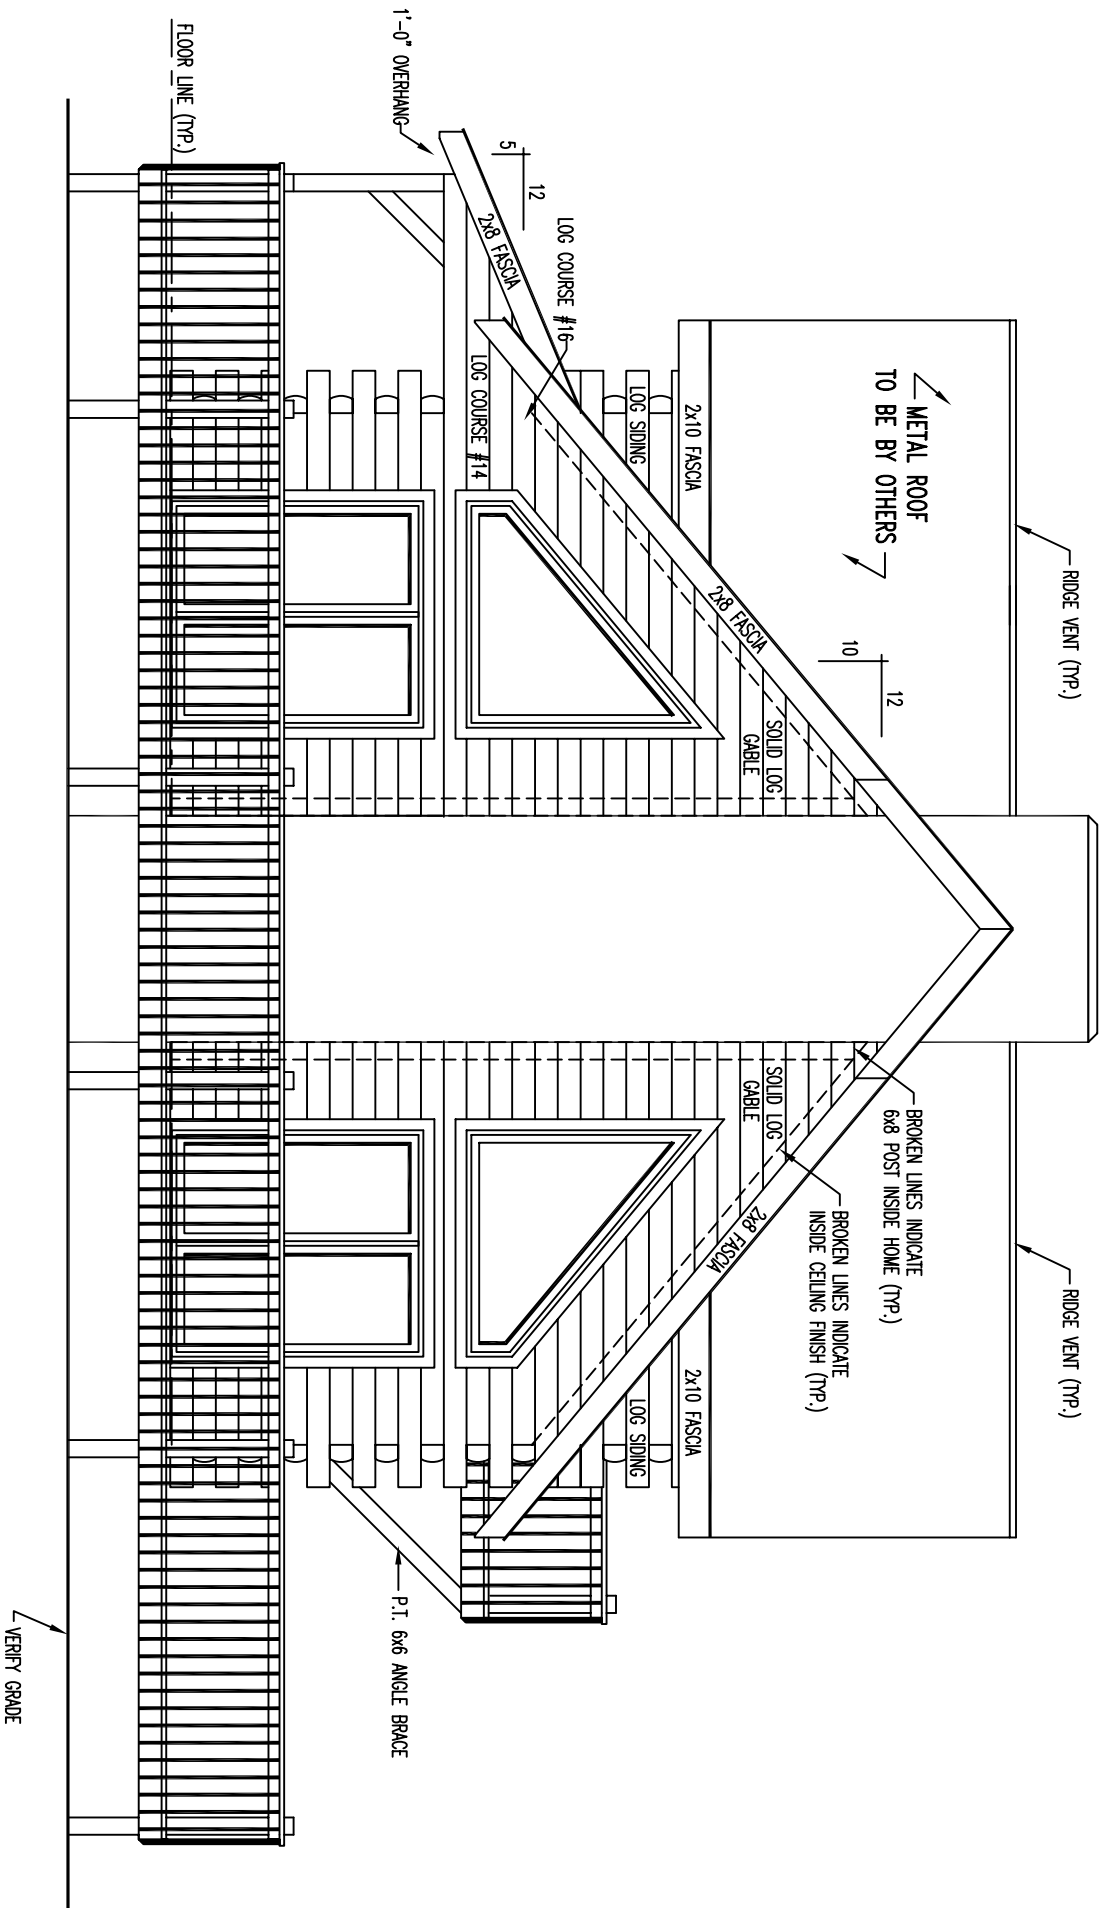 RIDGE VENT (TYP.)
RIDGE VENT (TYP.)
METAL ROOF
TO BE BY OTHERS
12
10
BROKEN LINES INDICATE
6x8 POST INSIDE HOME (TYP.)
BROKEN LINES INDICATE
INSIDE CEILING FINISH (TYP.)
SOLID LOG
GABLE
SOLID LOG
GABLE
2x8 FASCIA
2x8 FASCIA
2x10 FASCIA
2x10 FASCIA
LOG SIDING
LOG SIDING
LOG COURSE #16
12
5
2x8 FASCIA
LOG COURSE #14
1'-0" OVERHANG
P.T. 6x6 ANGLE BRACE
FLOOR LINE (TYP.)
VERIFY GRADE